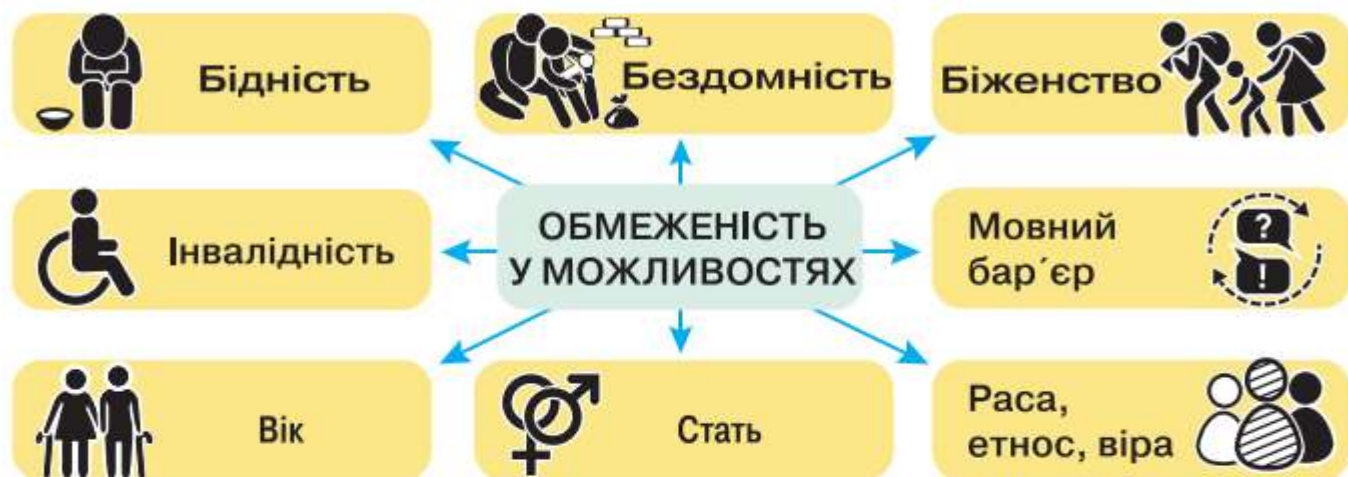 Бідність
Бездомність
Біженство
Інвалідність
ОБМЕЖЕНІСТЬ
У МОЖЛИВОСТЯХ
Мовний
бар´єр
?
!
Вік
Стать
Раса,
етнос, віра